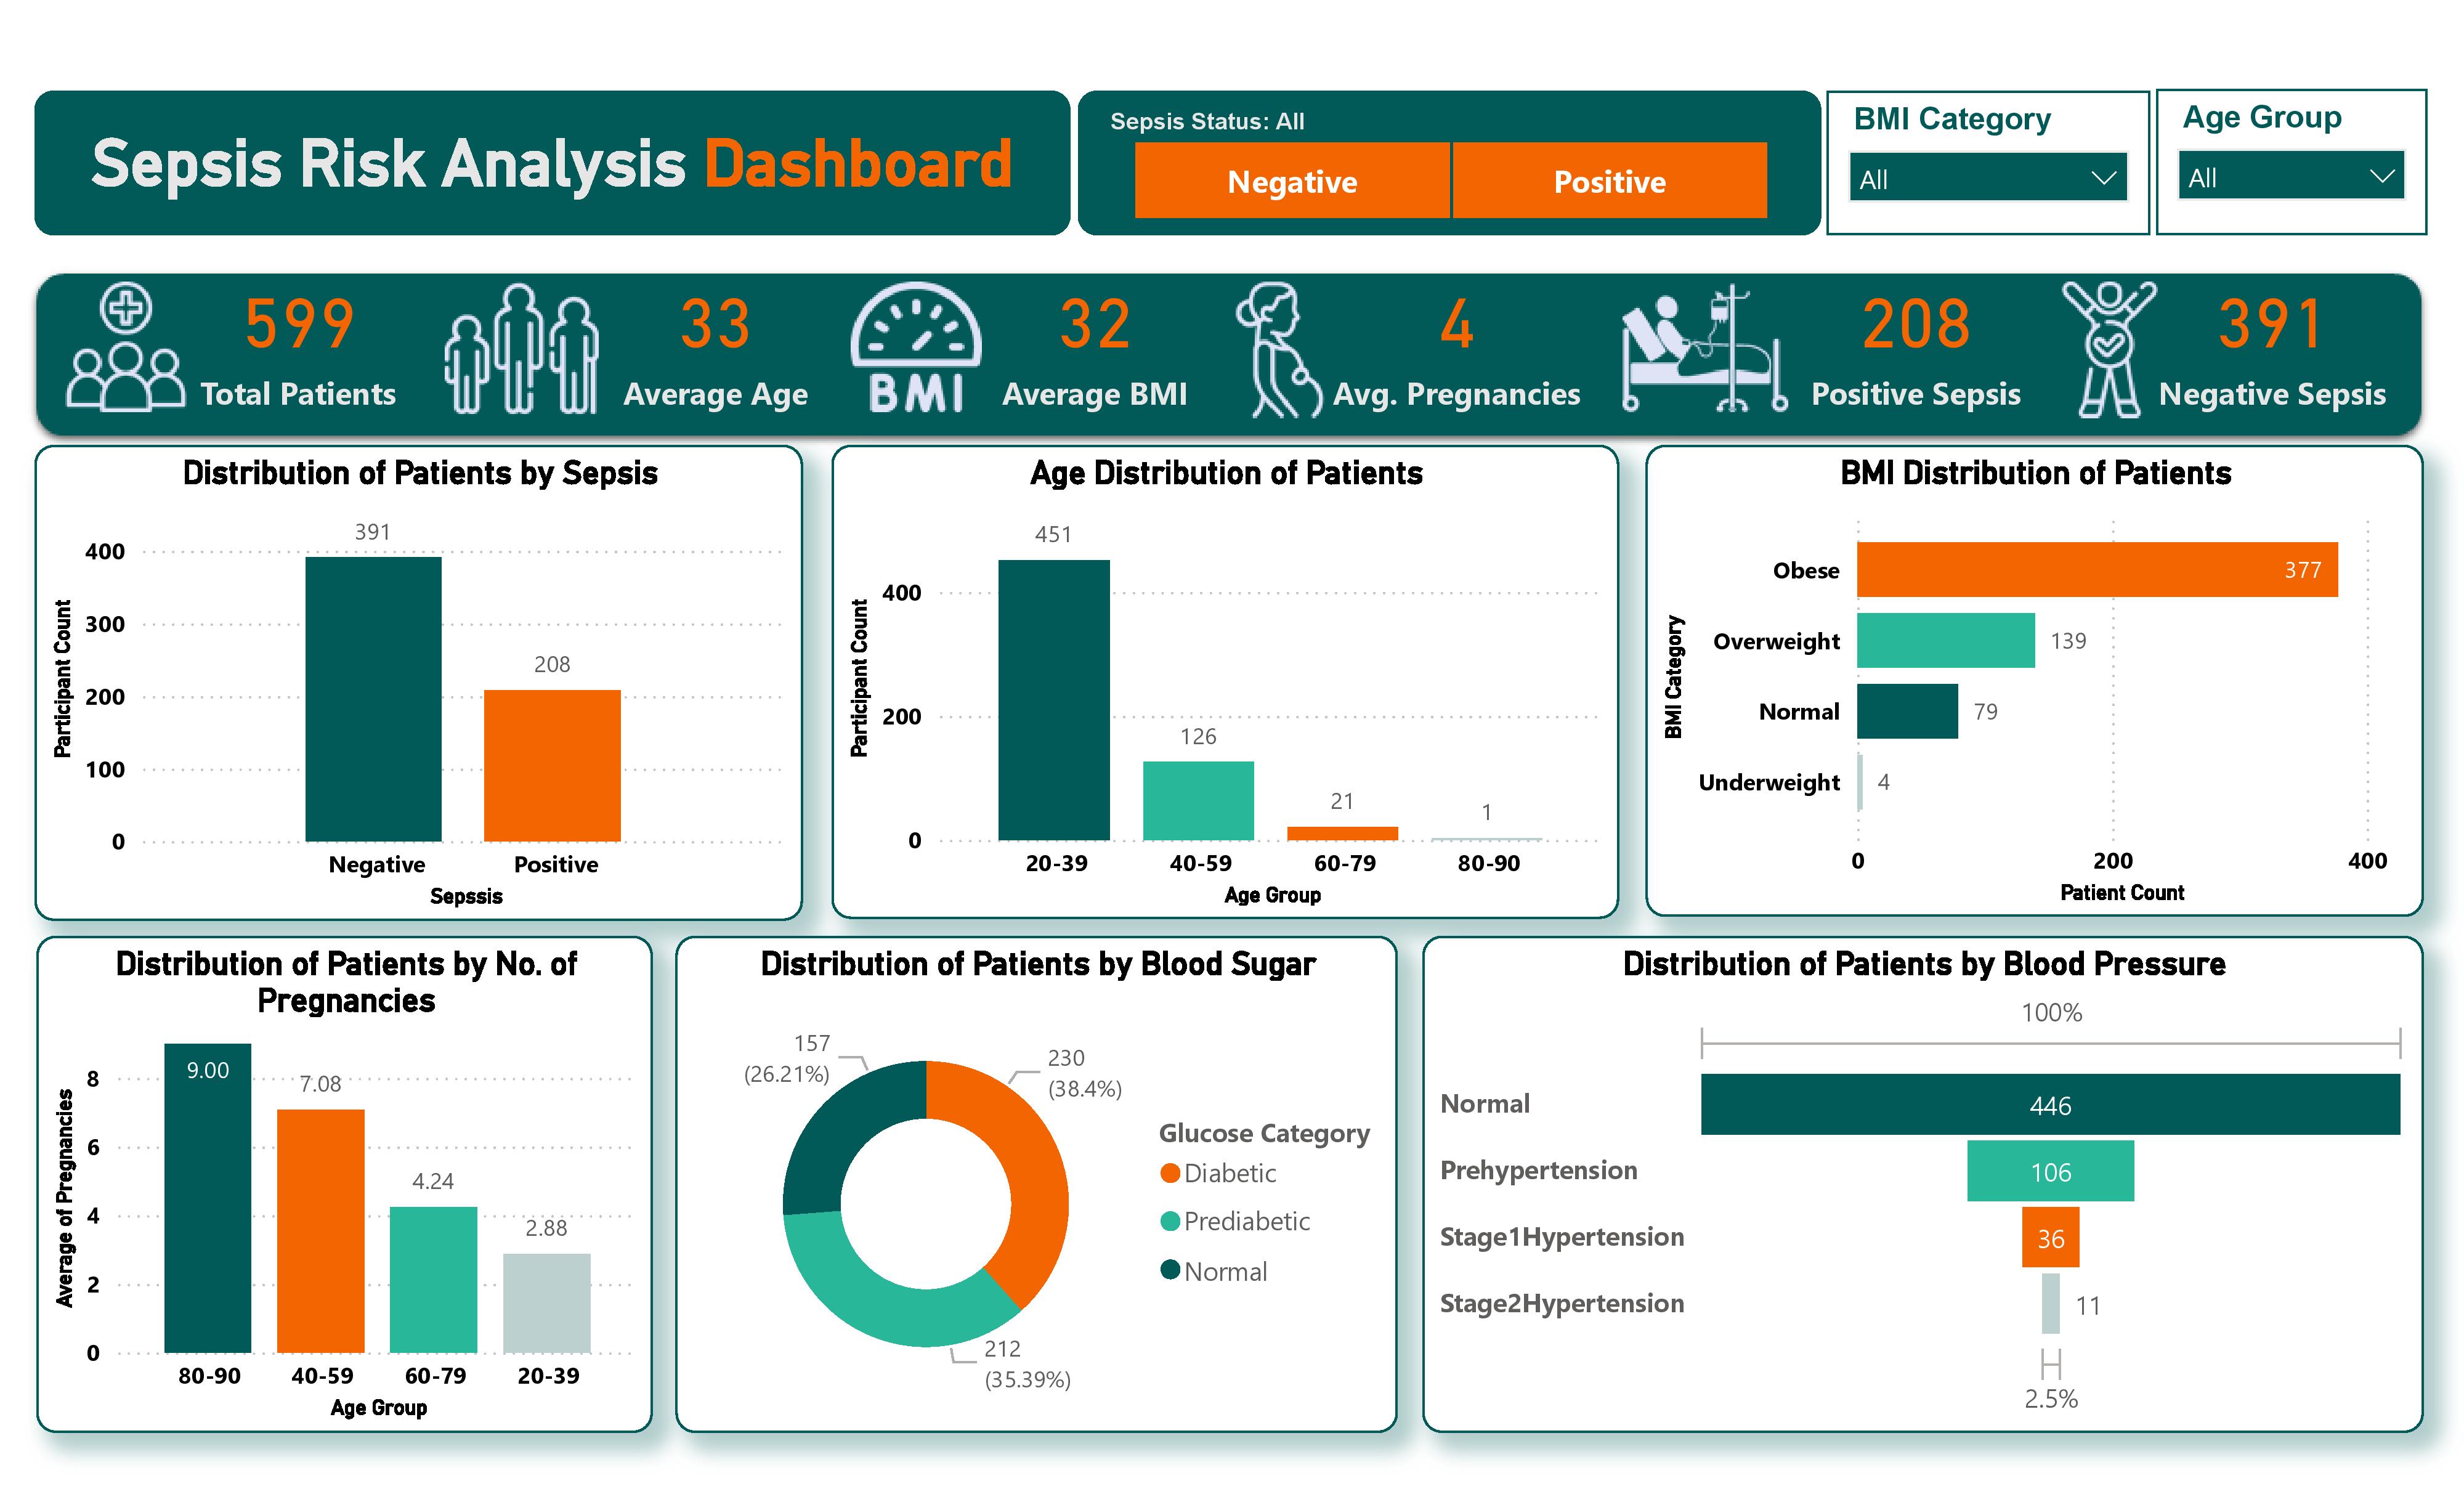 Sepsis Risk Analysis Dashboard
Sepsis Status: All
Negative
Positive
BMI Category
All
Age Group
All
599
Total Patients
33
Average Age
BMI
32
Average BMI
4
Avg. Pregnancies
208
Positive Sepsis
391
Negative Sepsis
Distribution of Patients by Sepsis
Participant Count
400
300
200
100
0
391
208
Negative
Positive
Sepssis
Age Distribution of Patients
Participant Count
400
200
0
451
126
21
1
20-39
40-59
60-79
80-90
Age Group
BMI Distribution of Patients
BMI Category
Obese
377
Overweight
139
Normal
79
Underweight
4
0
200
400
Patient Count
Distribution of Patients by No. of
Pregnancies
Average of Pregnancies
8
6
4
2
0
9.00
7.08
4.24
2.88
80-90
40-59
60-79
20-39
Age Group
Distribution of Patients by Blood Sugar
157
(26.21%)
230
(38.4%)
212
(35.39%)
Glucose Category
Diabetic
Prediabetic
Normal
Distribution of Patients by Blood Pressure
100%
Normal
446
Prehypertension
106
Stage1Hypertension
36
Stage2Hypertension
11
2.5%